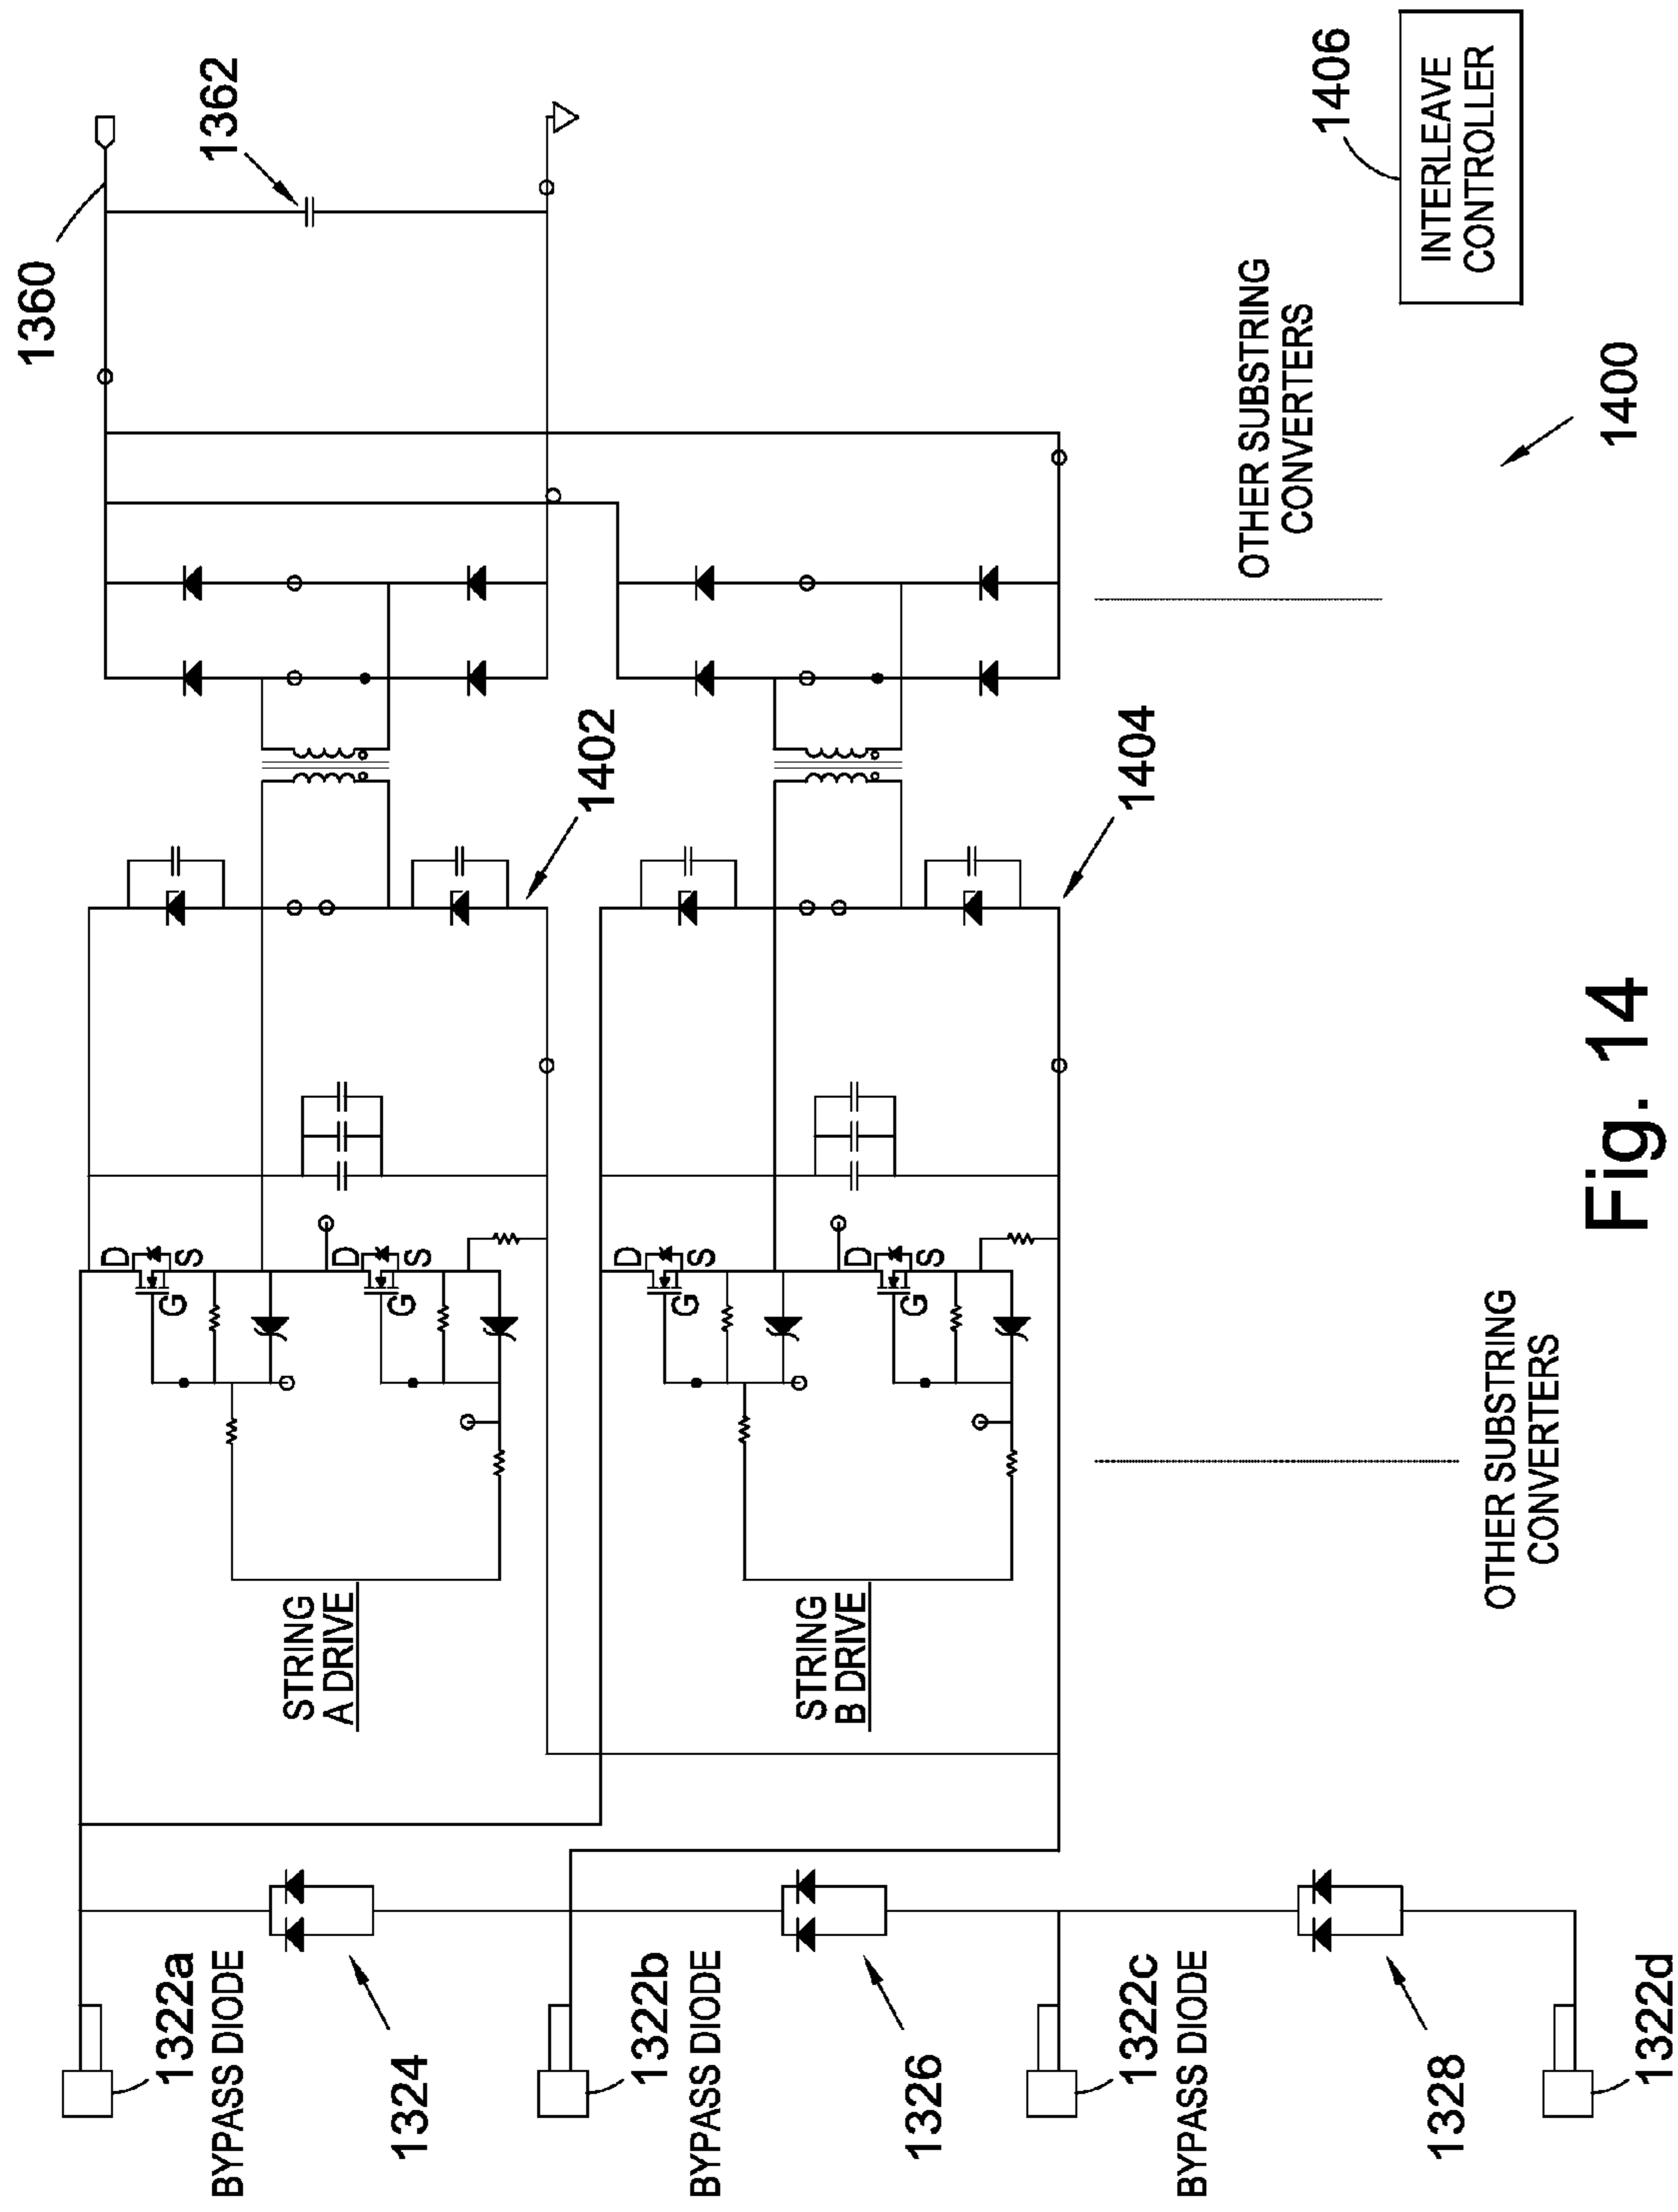 1360
1362
1406
INTERLEAVE
CONTROLLER
OTHER SUBSTRING
CONVERTERS
1400
1402
1404
D
G
S
D
G
S
D
G
S
D
G
S
STRING
A DRIVE
STRING
B DRIVE
OTHER SUBSTRING
CONVERTERS
1322a
BYPASS DIODE
1324
1322b
BYPASS DIODE
1326
1322c
BYPASS DIODE
1328
1322d
Fig. 14